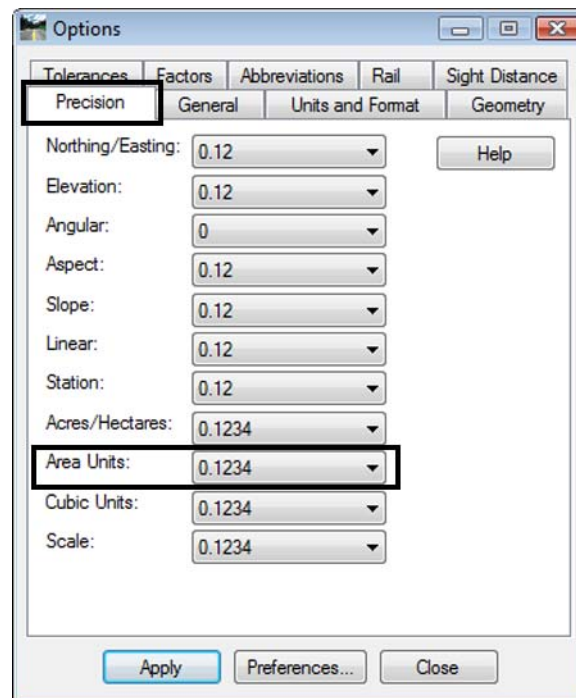 Options
Tolerances Factors Abbreviations Rail Sight Distance
Precision General Units and Format Geometry
Northing/Easting: 0.12 Help
Elevation: 0.12
Angular: 0
Aspect: 0.12
Slope: 0.12
Linear: 0.12
Station: 0.12
Acres/Hectares: 0.1234
Area Units: 0.1234
Cubic Units: 0.1234
Scale: 0.1234
Apply Preferences... Close